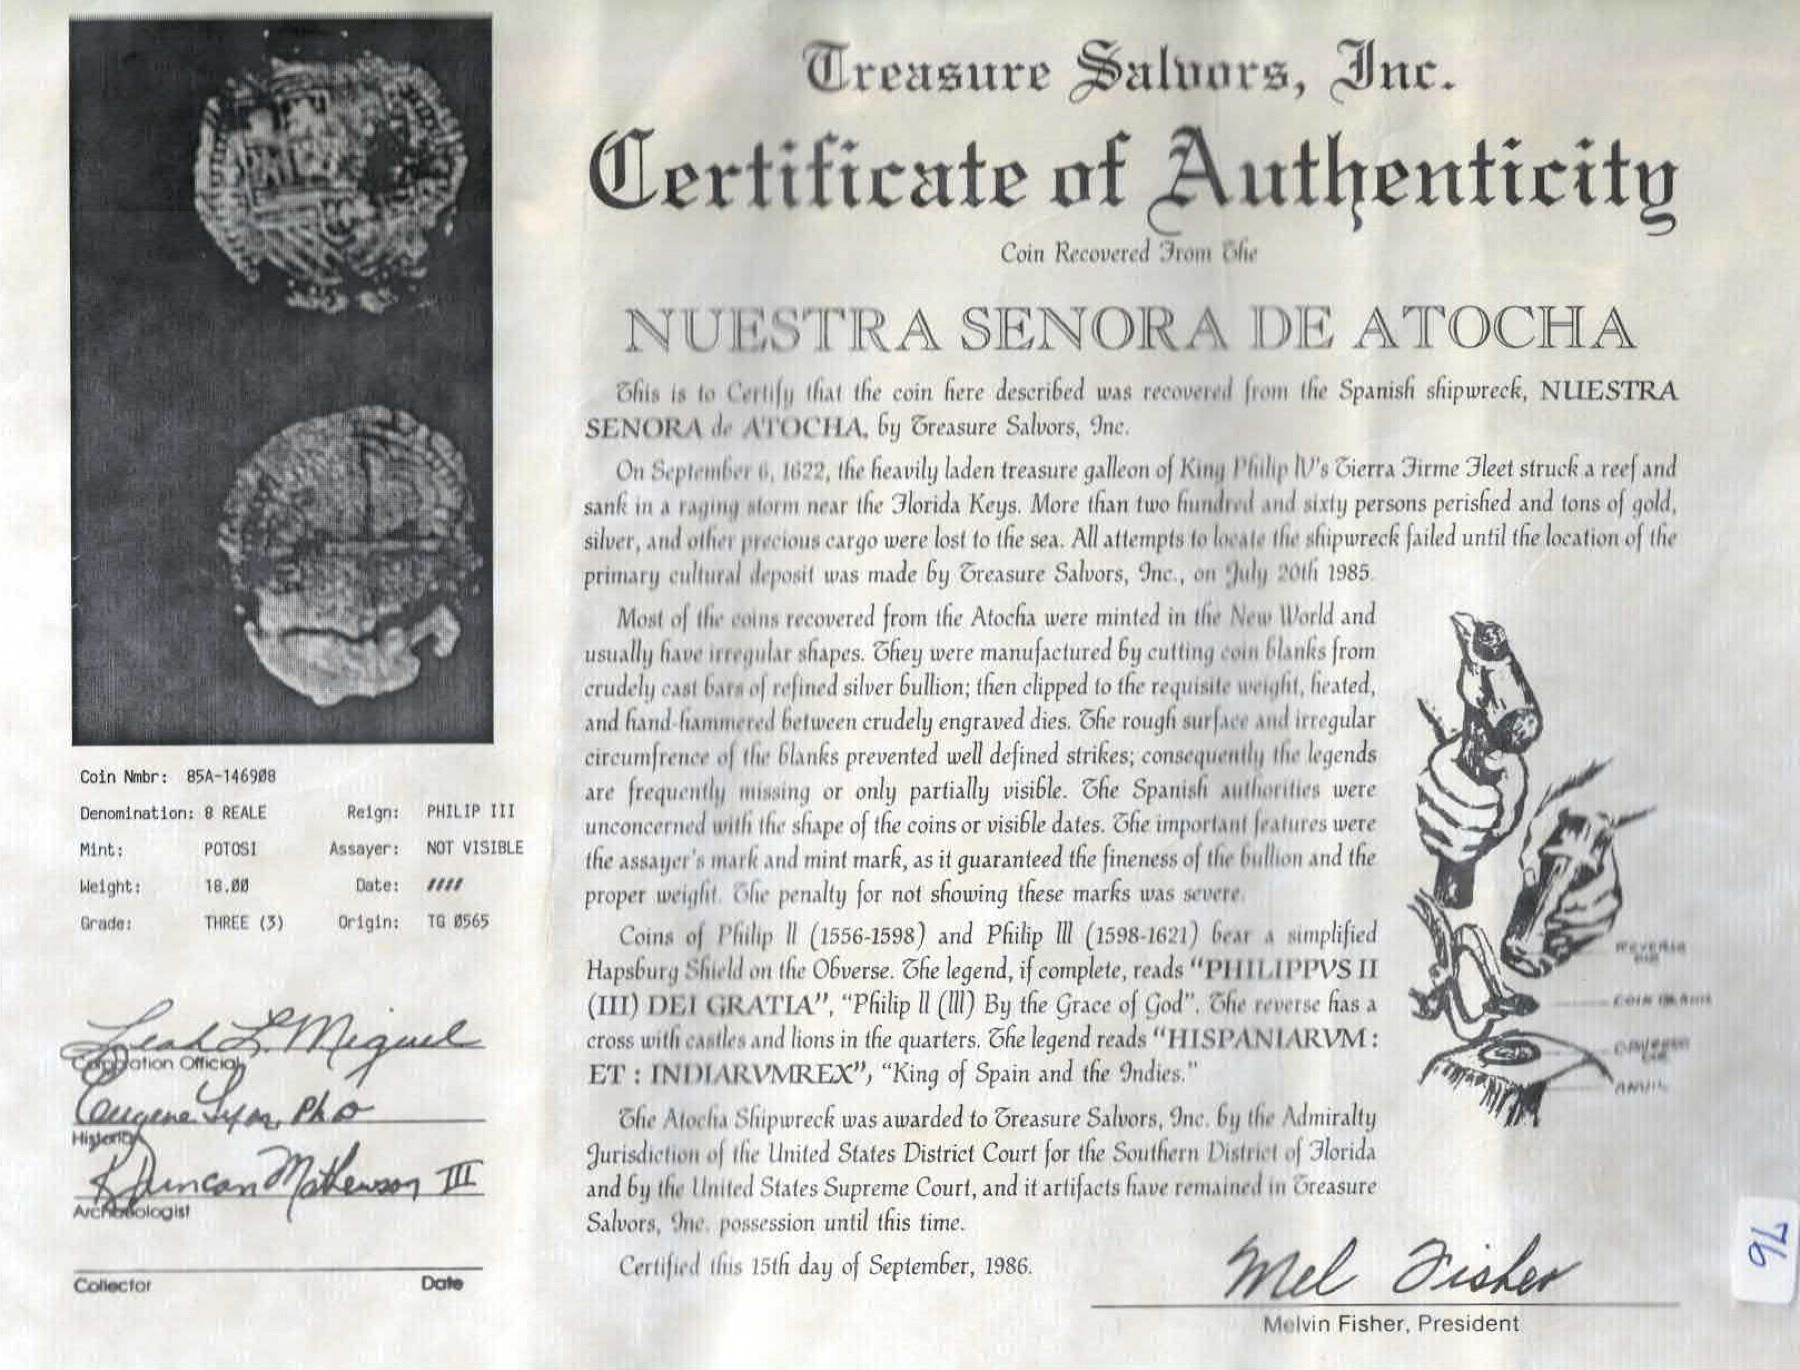 Treasure Salvors, Inc.
Certificate of Authenticity
Coin Recovered From The
NUESTRA SENORA DE ATOCHA
This is to Certify that the coin here described was recovered from the Spanish shipwreck, NUESTRA
SENORA de ATOCHA, by Treasure Salvors, Inc.
On September 6, 1622, the heavily laden treasure galleon of King Philip IV's Tierra Firme Fleet struck a reef and
sank in a raging storm near the Florida Keys. More than two hundred and sixty persons perished and tons of gold,
silver, and other precious cargo were lost to the sea. All attempts to locate the shipwreck failed until the location of the
primary cultural deposit was made by Treasure Salvors, Inc., on July 20th 1985.
Most of the coins recovered from the Atocha were minted in the New World and
usually have irregular shapes. They were manufactured by cutting coin blanks from
crudely cast bars of refined silver bullion; then clipped to the requisite weight, heated,
and hand-hammered between crudely engraved dies. The rough surface and irregular
circumfrence of the blanks prevented well defined strikes; consequently the legends
are frequently missing or only partially visible. The Spanish authorities were
unconcerned with the shape of the coins or visible dates. The important features were
the assayer's mark and mint mark, as it guaranteed the fineness of the bullion and the
proper weight. The penalty for not showing these marks was severe.
Coins of Philip II (1556-1598) and Philip III (1598-1621) bear a simplified
Hapsburg Shield on the Obverse. The legend, if complete, reads "PHILIPPVS II
(III) DEI GRATIA", "Philip II (III) By the Grace of God". The reverse has a
cross with castles and lions in the quarters. The legend reads "HISPANIARVM :
ET : INDIARVMREX", "King of Spain and the Indies."
The Atocha Shipwreck was awarded to Treasure Salvors, Inc. by the Admiralty
Jurisdiction of the United States District Court for the Southern District of Florida
and by the United States Supreme Court, and it artifacts have remained in Treasure
Salvors, Inc. possession until this time.
Certified this 15th day of September, 1986.
Mel Fisher
Melvin Fisher, President
REVERSE
DIE
COIN BLANK
OBVERSE
DIE
ANVIL
Coin Nmbr: 85A-146908
Denomination: 8 REALE Reign: PHILIP III
Mint: POTOSI Assayer: NOT VISIBLE
Weight: 18.00 Date: ////
Grade: THREE (3) Origin: TG 0565
Leah L. Miguel
Corporation Official
Eugene Lyon, PhD
Historian
R Duncan Mathewson III
Archaeologist
Collector Date
76